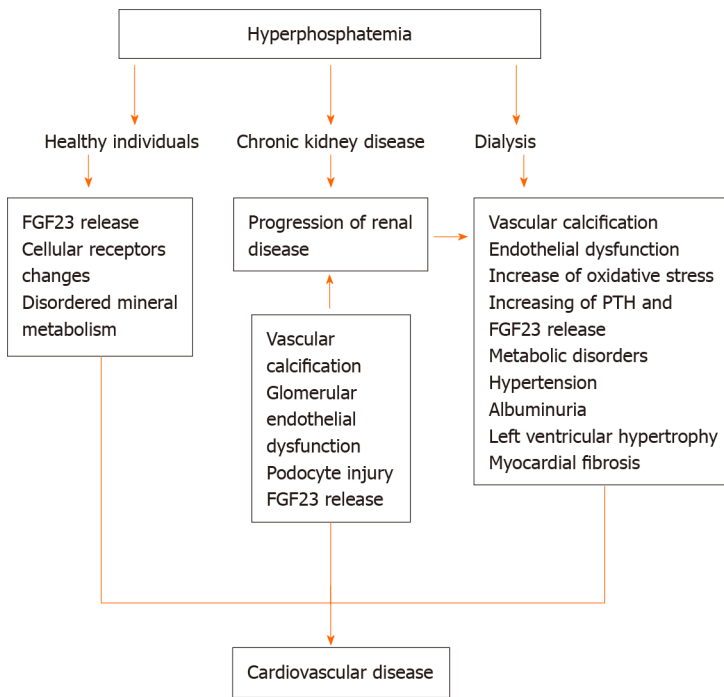 Hyperphosphatemia
Healthy individuals
Chronic kidney disease
Dialysis
FGF23 release
Cellular receptors
changes
Disordered mineral
metabolism
Progression of renal
disease
Vascular
calcification
Glomerular
endothelial
dysfunction
Podocyte injury
FGF23 release
Vascular calcification
Endothelial dysfunction
Increase of oxidative stress
Increasing of PTH and
FGF23 release
Metabolic disorders
Hypertension
Albuminuria
Left ventricular hypertrophy
Myocardial fibrosis
Cardiovascular disease